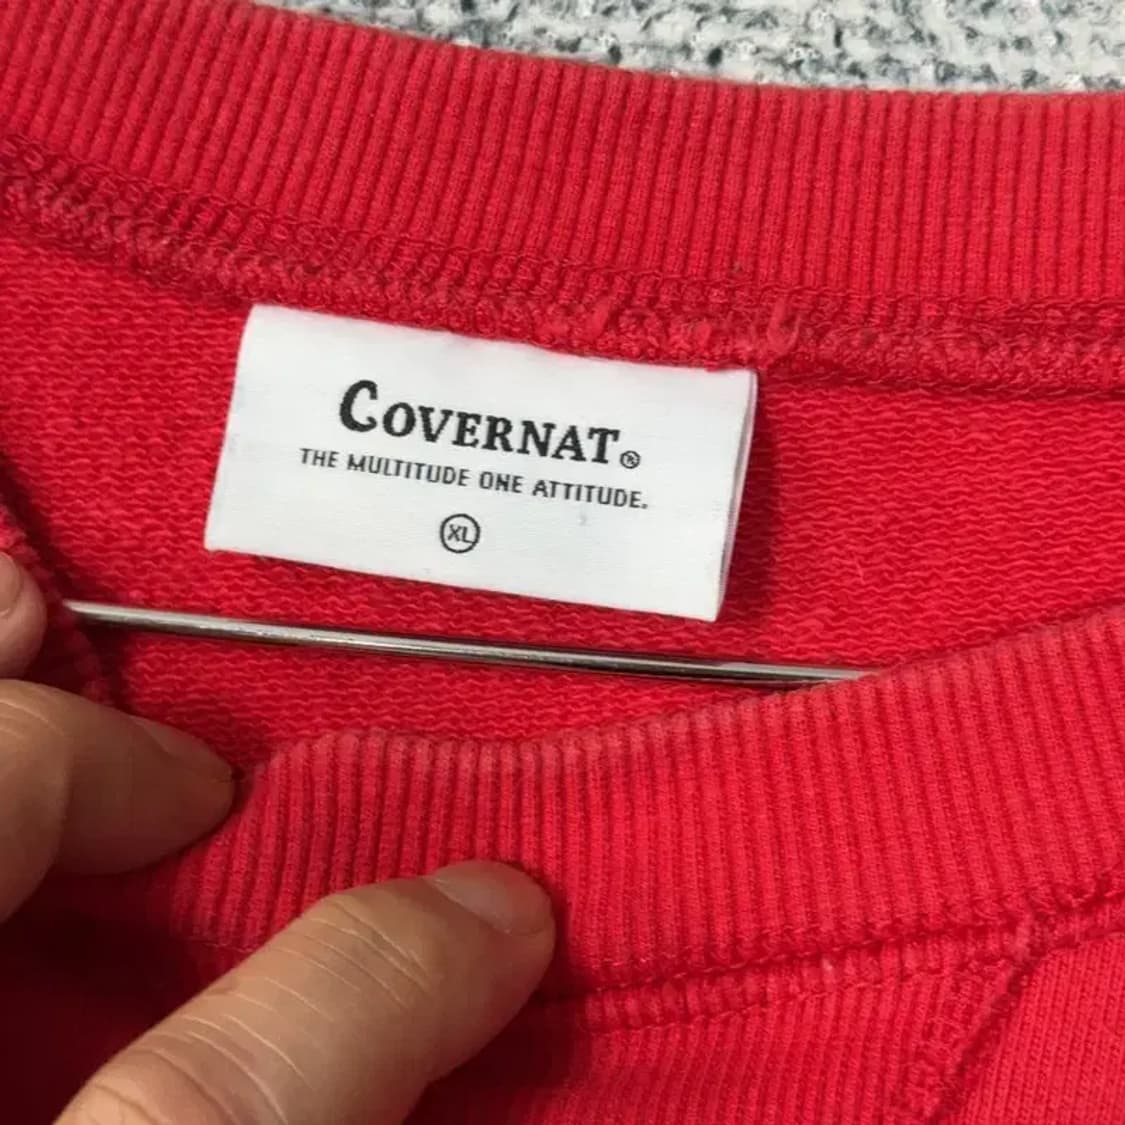 COVERNAT®
THE MULTITUDE ONE ATTITUDE.
XL